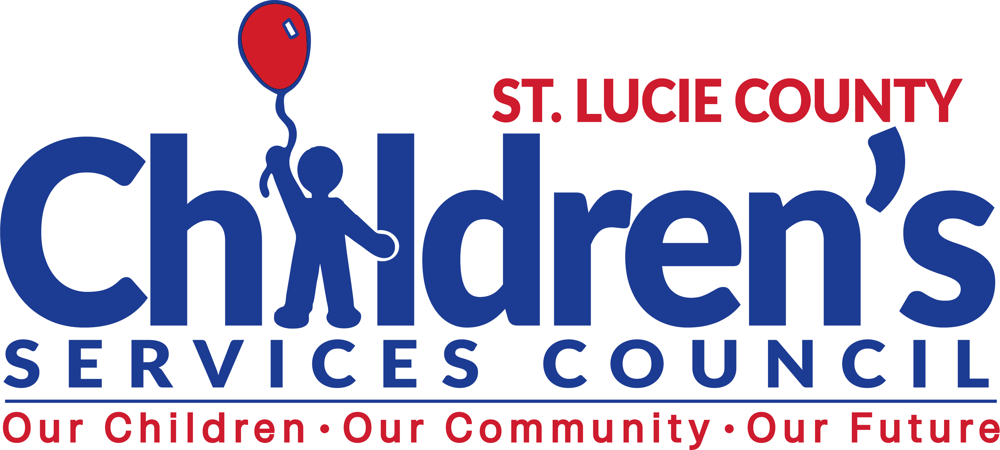 ST. LUCIE COUNTY
Children's
SERVICES COUNCIL
Our Children • Our Community • Our Future